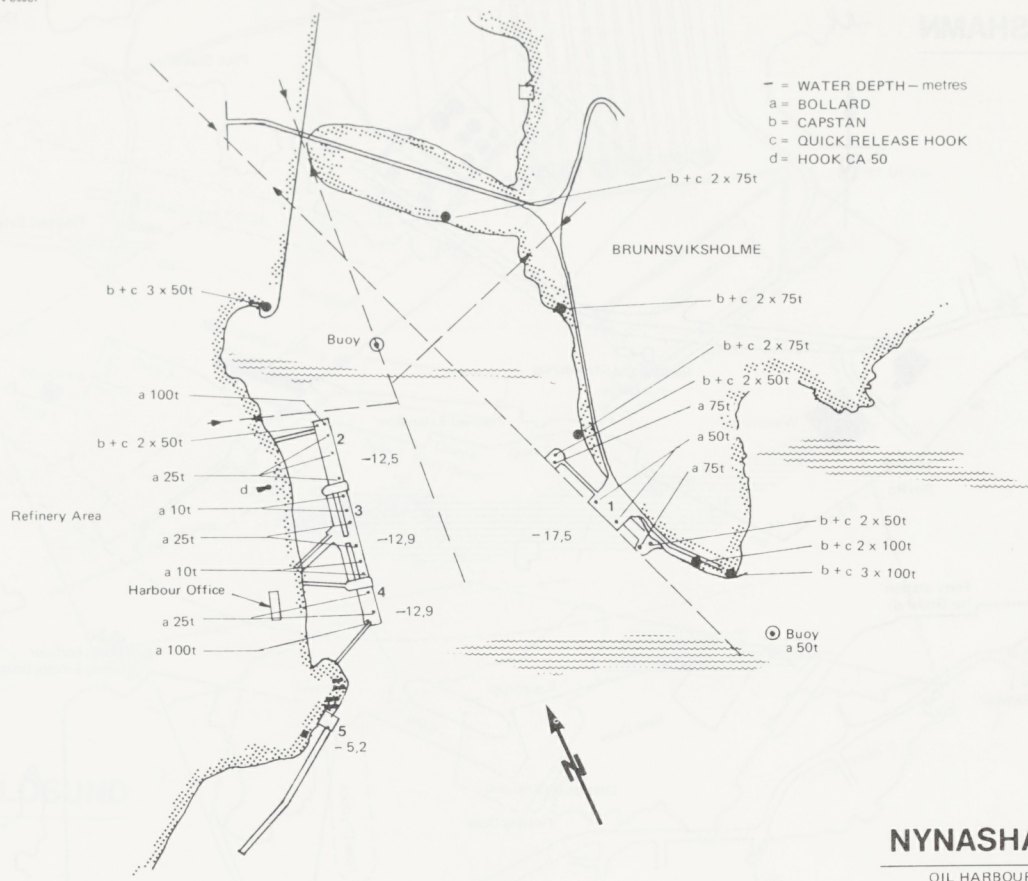 – = WATER DEPTH — metres
a = BOLLARD
b = CAPSTAN
c = QUICK RELEASE HOOK
d = HOOK CA 50
b + c 2 x 75t
BRUNNSVIKSHOLME
b + c 3 x 50t
b + c 2 x 75t
Buoy
b + c 2 x 75t
b + c 2 x 50t
a 100t
a 75t
b + c 2 x 50t
2
a 50t
–12,5
a 25t
a 75t
d
1
a 10t
3
Refinery Area
b + c 2 x 50t
a 25t
–12,9
–17,5
b + c 2 x 100t
a 10t
b + c 3 x 100t
Harbour Office
4
a 25t
–12,9
Buoy
a 50t
a 100t
5
–5,2
N
NYNASHA
OIL HARBOUR